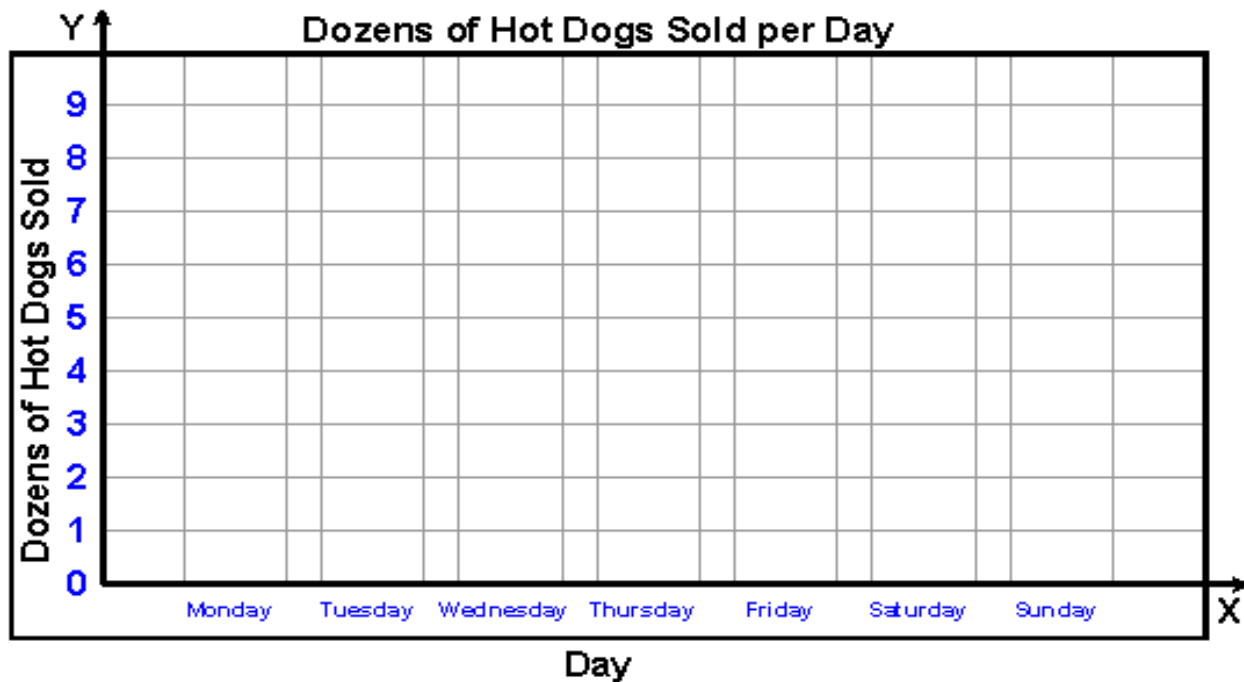 Y
Dozens of Hot Dogs Sold per Day
Dozens of Hot Dogs Sold
9
8
7
6
5
4
3
2
1
0
Monday Tuesday Wednesday Thursday Friday Saturday Sunday
X
Day